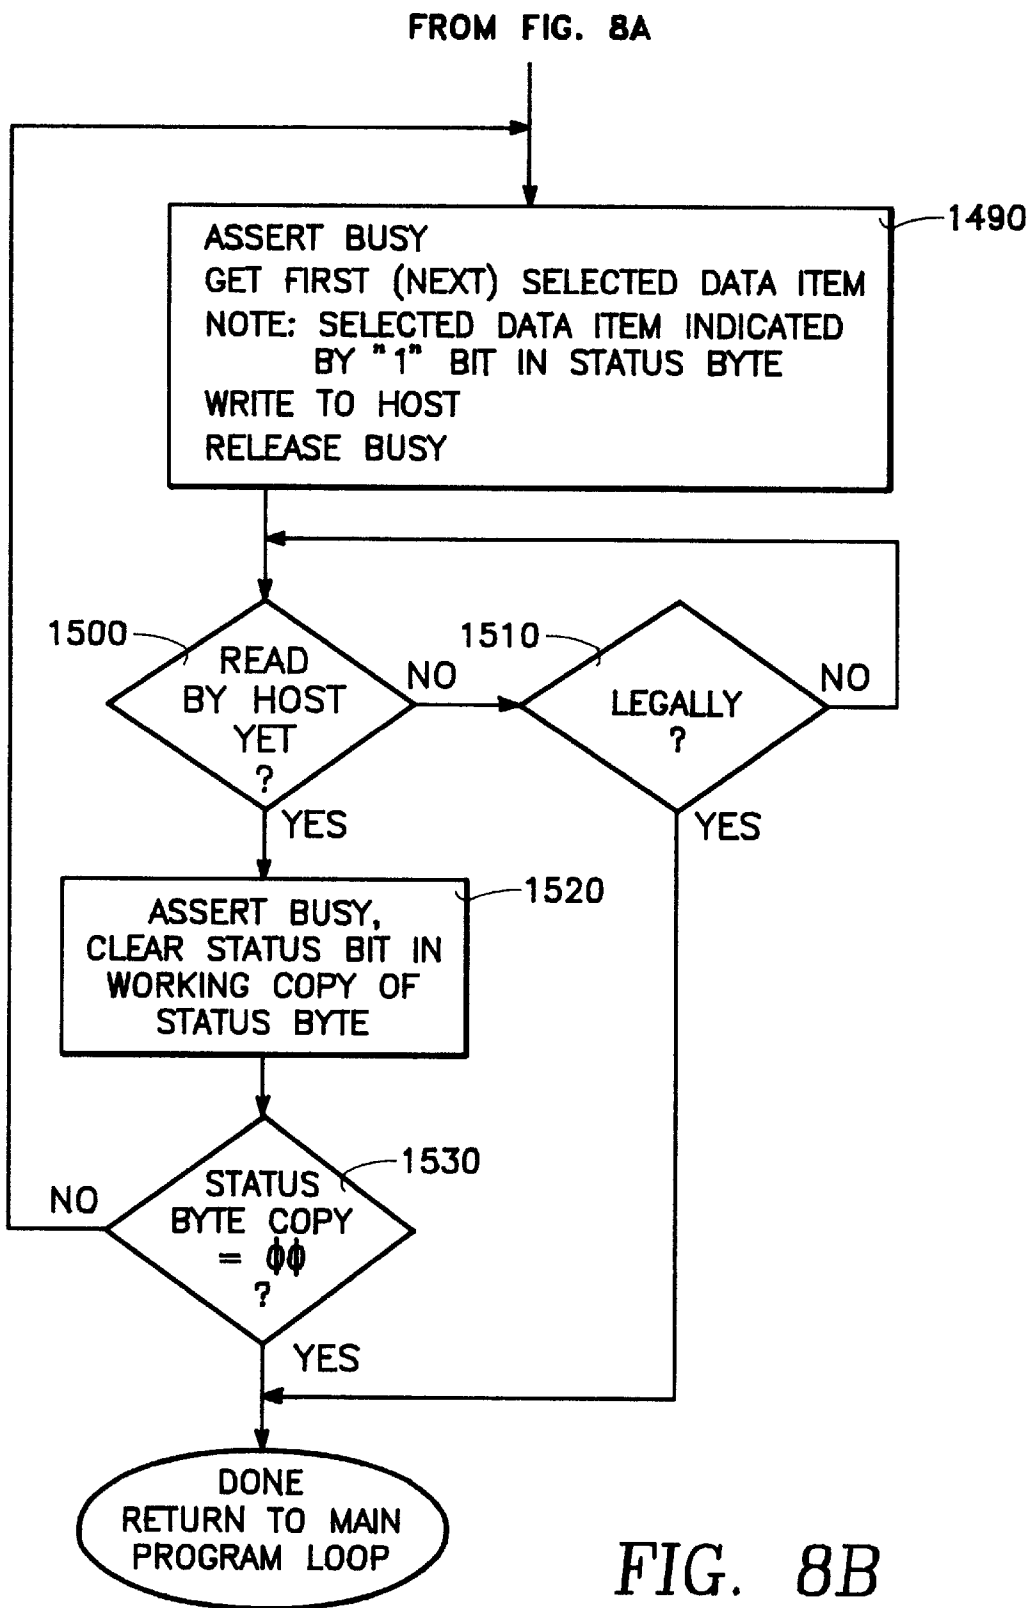 FROM FIG. 8A
1490
ASSERT BUSY
GET FIRST (NEXT) SELECTED DATA ITEM
NOTE: SELECTED DATA ITEM INDICATED
BY "1" BIT IN STATUS BYTE
WRITE TO HOST
RELEASE BUSY
1500
READ
BY HOST
YET
?
NO
YES
1510
LEGALLY
?
NO
YES
1520
ASSERT BUSY,
CLEAR STATUS BIT IN
WORKING COPY OF
STATUS BYTE
1530
STATUS
BYTE COPY
= ϕϕ
?
NO
YES
DONE
RETURN TO MAIN
PROGRAM LOOP
FIG. 8B